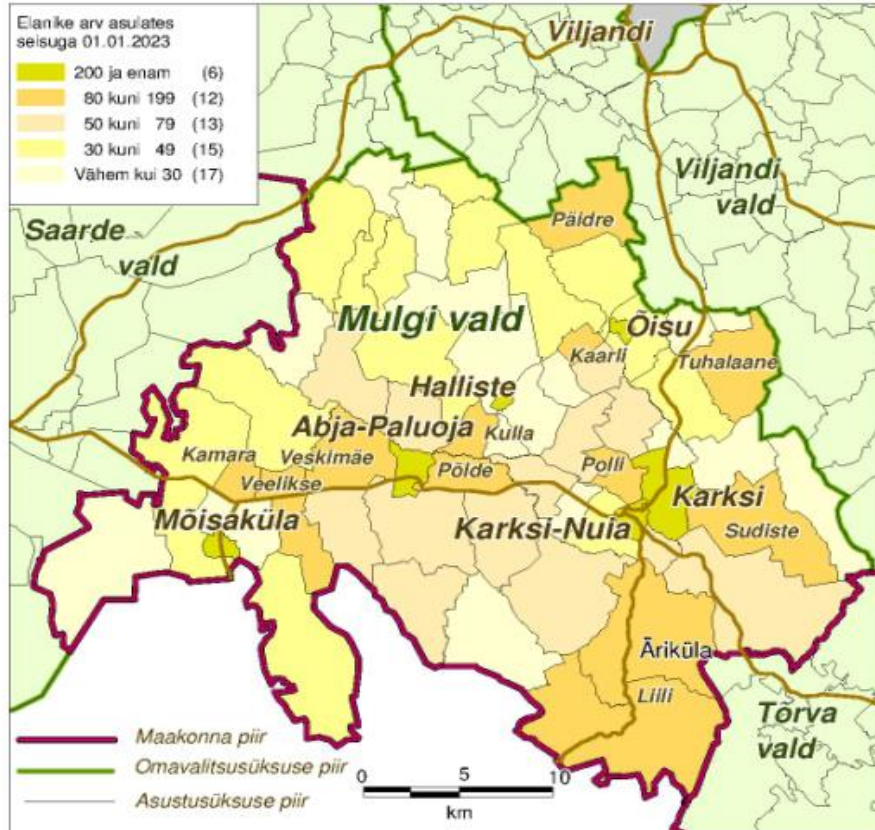 Elanike arv asulates
seisuga 01.01.2023
200 ja enam (6)
80 kuni 199 (12)
50 kuni 79 (13)
30 kuni 49 (15)
Vähem kui 30 (17)
Viljandi
Viljandi
vald
Saarde
vald
Päidre
Mulgi vald
Õisu
Kaarli
Tuhalaane
Halliste
Abja-Paluoja
Kulla
Kamara
Veskimäe
Põlde
Polli
Veelikse
Karksi
Mõisaküla
Karksi-Nuia
Sudiste
Äriküla
Lilli
Tõrva
vald
Maakonna piir
Omavalitsusüksuse piir
Asustusüksuse piir
0 5 10
km